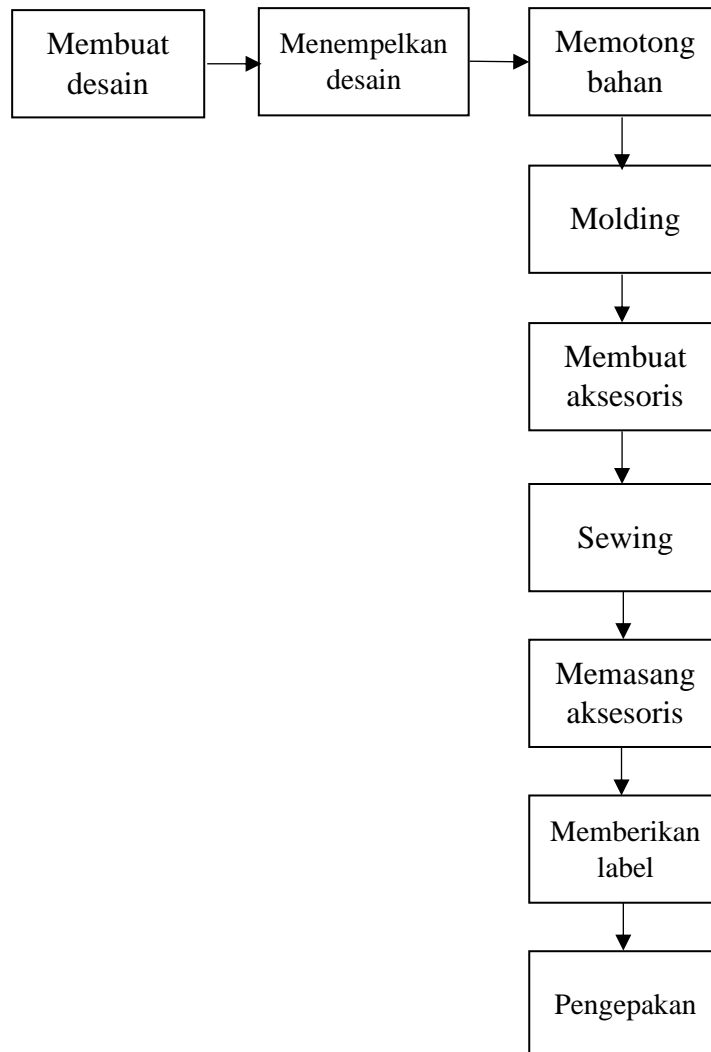 Membuat
desain
Menempelkan
desain
Memotong
bahan
Molding
Membuat
aksesoris
Sewing
Memasang
aksesoris
Memberikan
label
Pengepakan